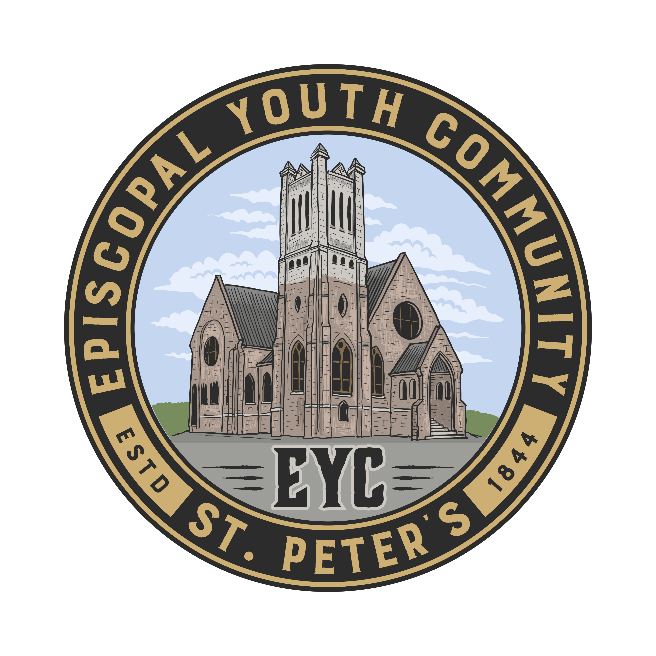 EPISCOPAL YOUTH COMMUNITY
EYC
ESTD
1844
ST. PETER'S